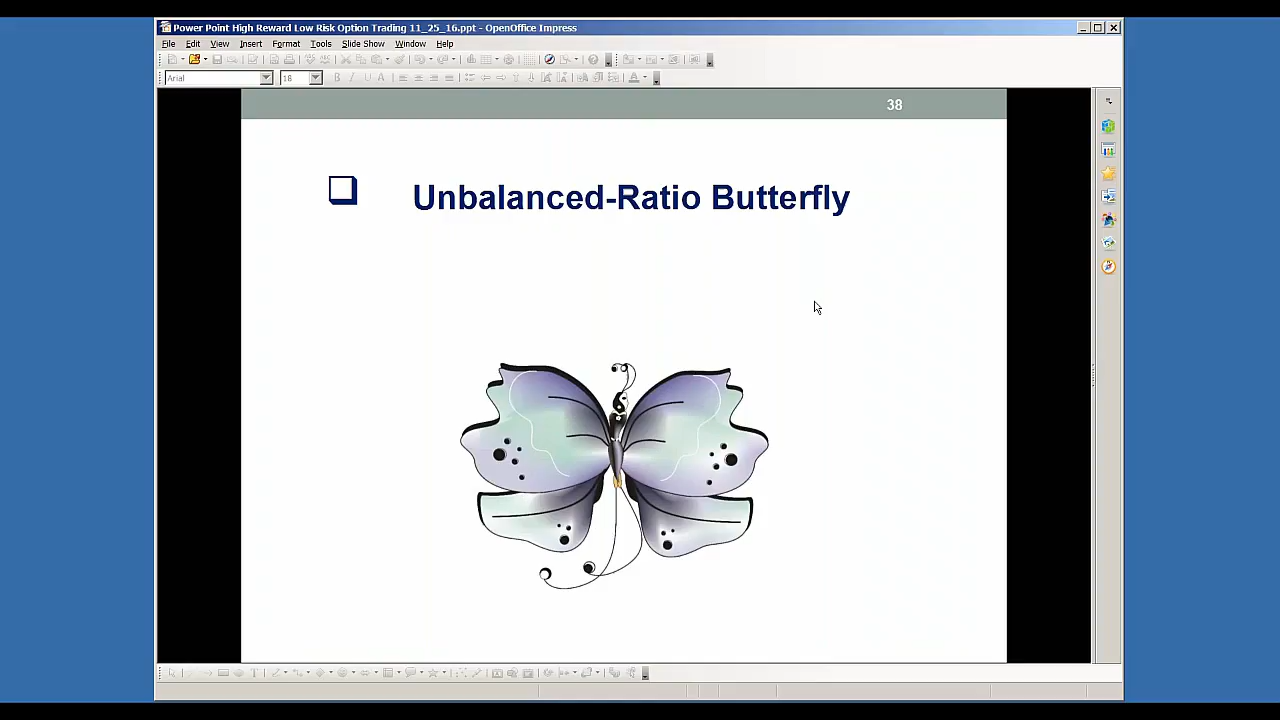 Power Point High Reward Low Risk Option Trading 11_25_16.ppt - OpenOffice Impress
File Edit View Insert Format Tools Slide Show Window Help
Arial 18
38
Unbalanced-Ratio Butterfly